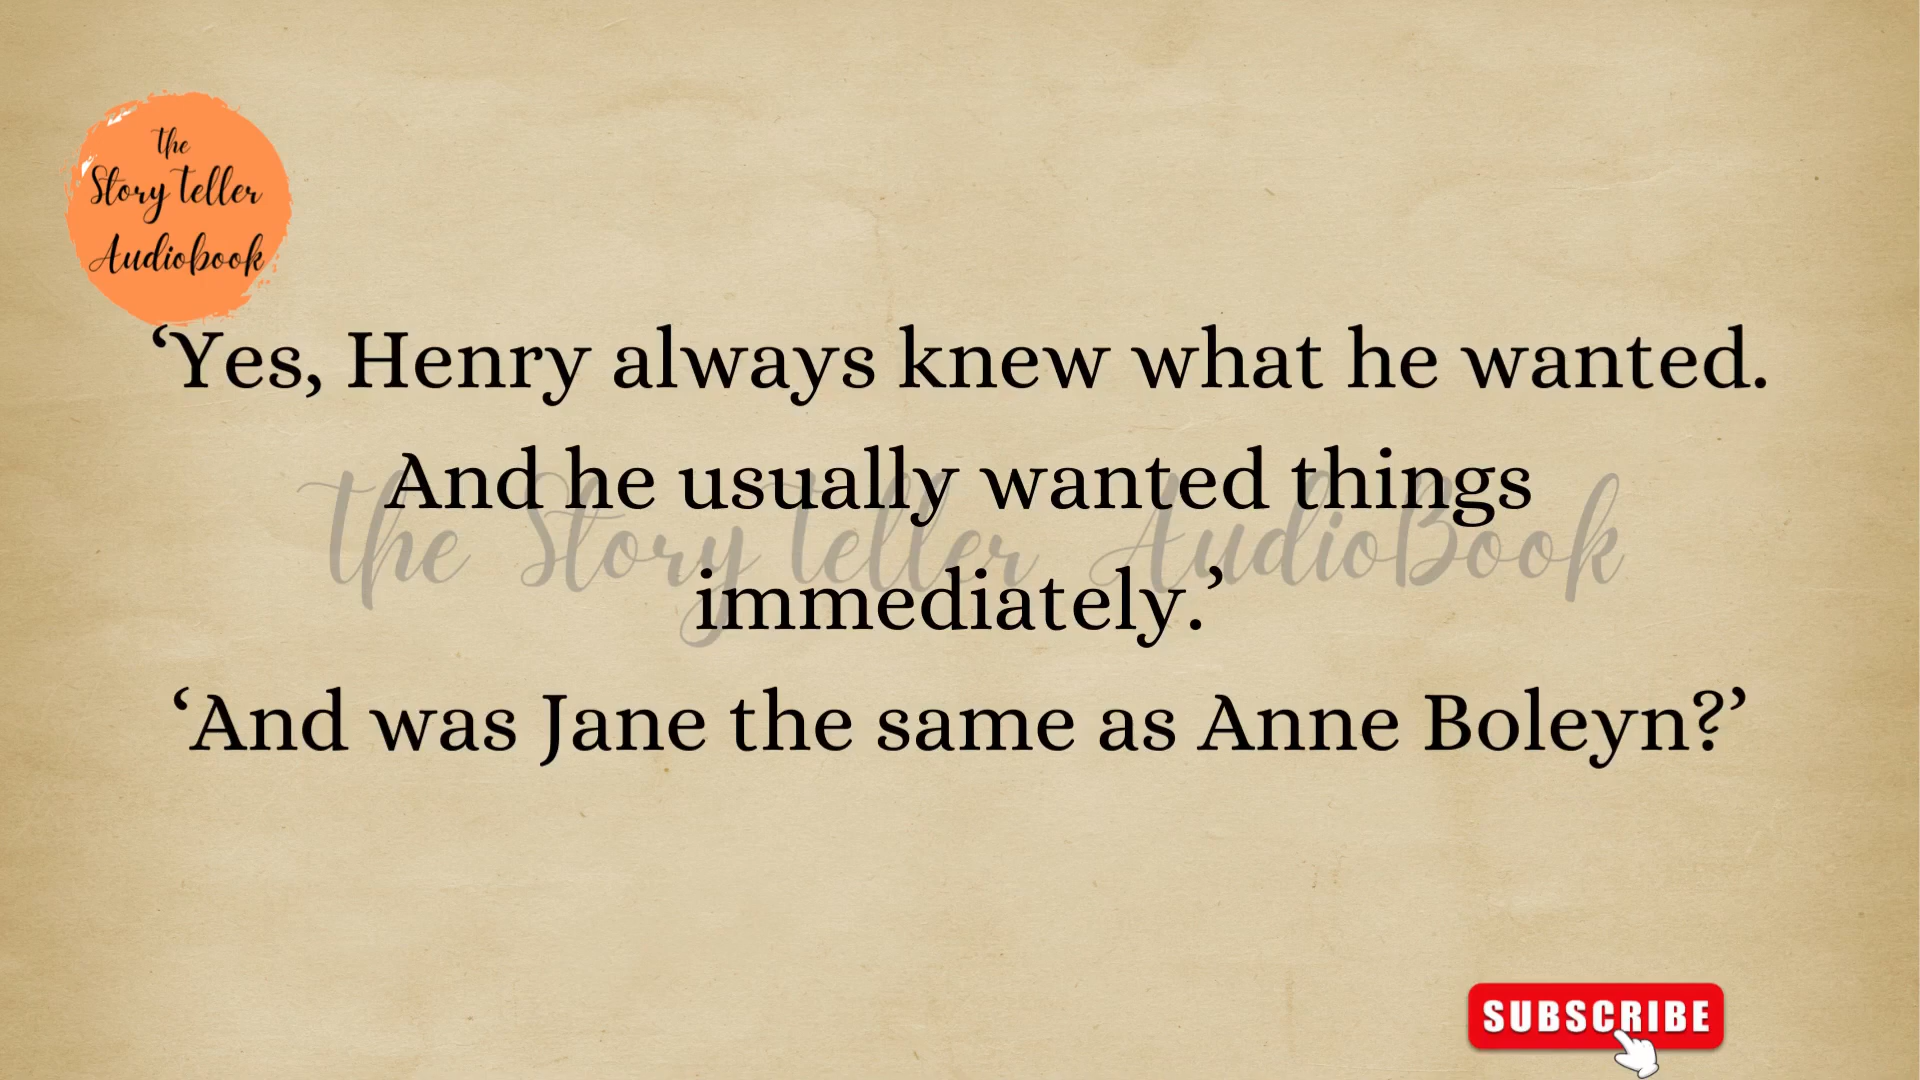 the
Story Teller
Audiobook
‘Yes, Henry always knew what he wanted.
And he usually wanted things
the Story Teller AudioBook
immediately.’
‘And was Jane the same as Anne Boleyn?’
SUBSCRIBE